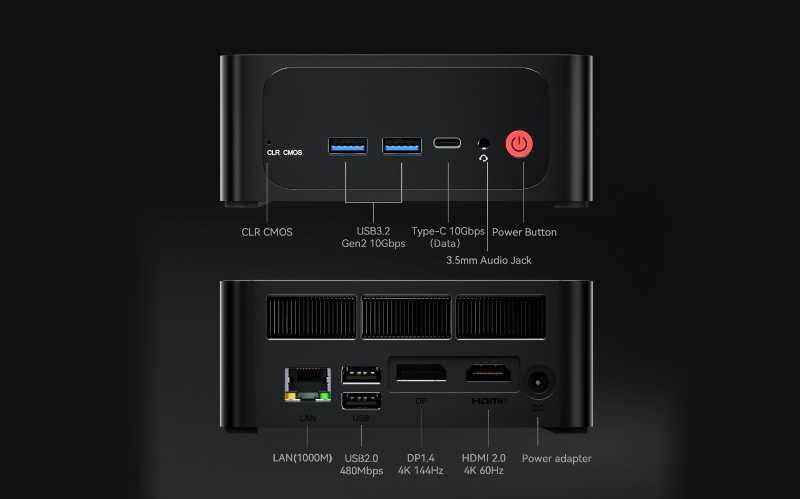 CLR CMOS
CLR CMOS
USB3.2
Gen2 10Gbps
Type-C 10Gbps
(Data)
Power Button
3.5mm Audio Jack
LAN
USB
DP
HDMI
LAN(1000M)
USB2.0
480Mbps
DP1.4
4K 144Hz
HDMI 2.0
4K 60Hz
Power adapter